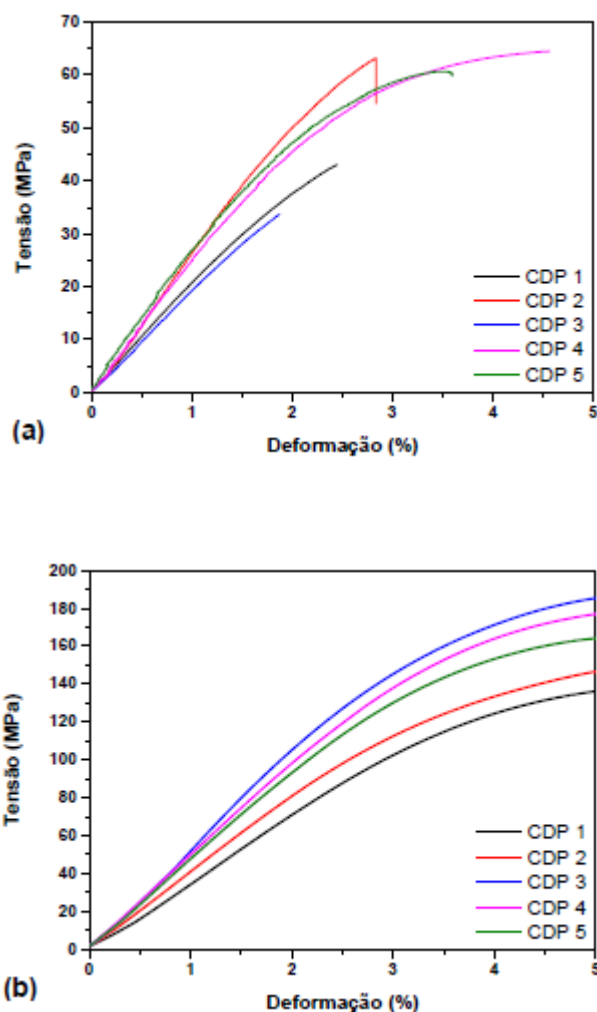 70
60
50
40
30
20
10
0
Tensão (MPa)
CDP 1
CDP 2
CDP 3
CDP 4
CDP 5
0 1 2 3 4 5
(a)
Deformação (%)
200
180
160
140
120
100
80
60
40
20
0
Tensão (MPa)
CDP 1
CDP 2
CDP 3
CDP 4
CDP 5
0 1 2 3 4 5
(b)
Deformação (%)